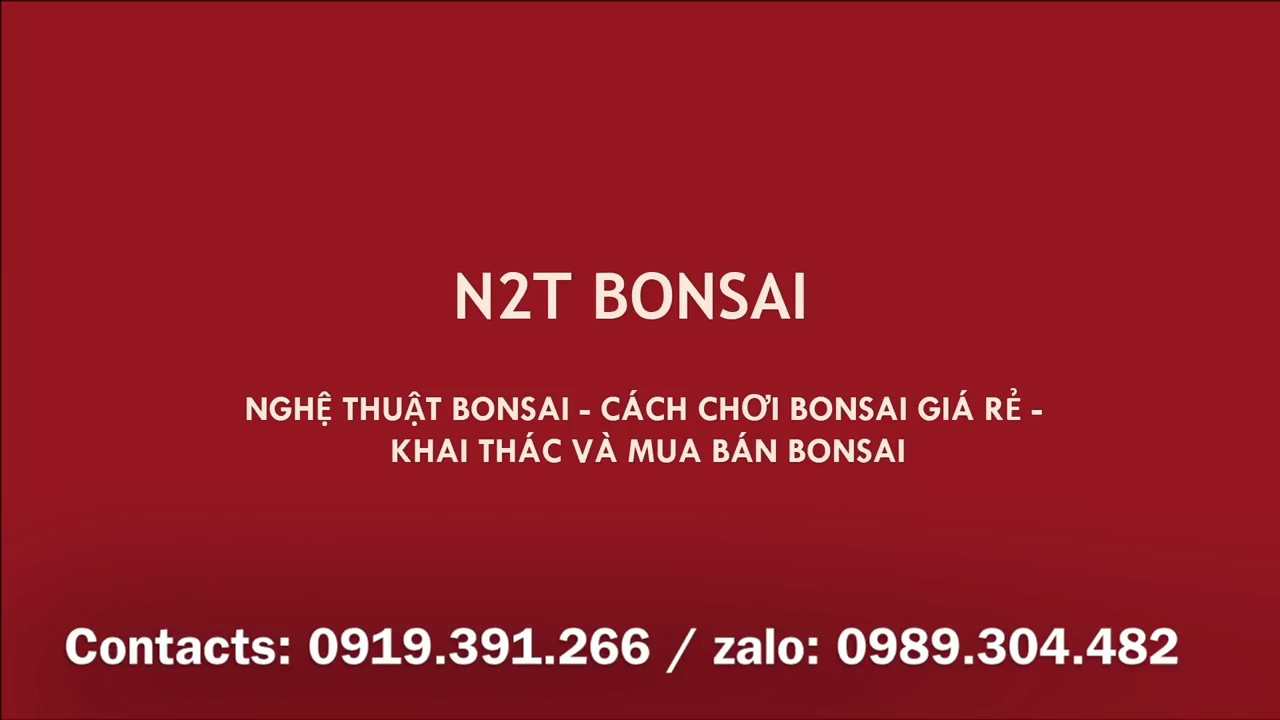 N2T BONSAI
NGHỆ THUẬT BONSAI - CÁCH CHƠI BONSAI GIÁ RẺ -
KHAI THÁC VÀ MUA BÁN BONSAI
Contacts: 0919.391.266 / zalo: 0989.304.482